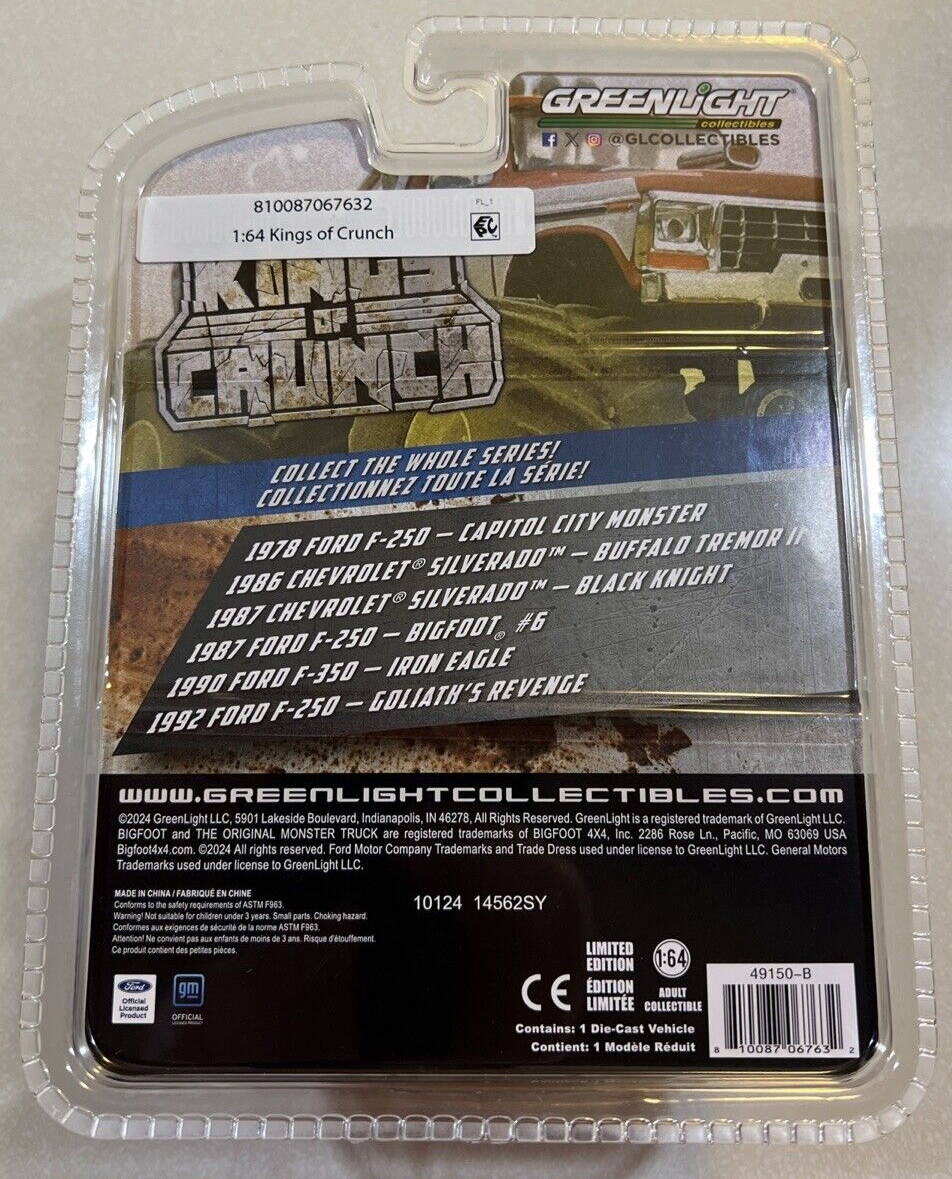 GREENLIGHT®
collectibles
@GLCOLLECTIBLES
810087067632
FL_1
1:64 Kings of Crunch
KINGS
OF
CRUNCH
COLLECT THE WHOLE SERIES!
COLLECTIONNEZ TOUTE LA SÉRIE!
1978 FORD F-250 – CAPITOL CITY MONSTER
1986 CHEVROLET® SILVERADO™ – BUFFALO TREMOR II
1987 CHEVROLET® SILVERADO™ – BLACK KNIGHT
1987 FORD F-250 – BIGFOOT® #6
1990 FORD F-350 – IRON EAGLE
1992 FORD F-250 – GOLIATH'S REVENGE
WWW.GREENLIGHTCOLLECTIBLES.COM
©2024 GreenLight LLC, 5901 Lakeside Boulevard, Indianapolis, IN 46278, All Rights Reserved. GreenLight is a registered trademark of GreenLight LLC.
BIGFOOT and THE ORIGINAL MONSTER TRUCK are registered trademarks of BIGFOOT 4X4, Inc. 2286 Rose Ln., Pacific, MO 63069 USA
Bigfoot4x4.com. ©2024 All rights reserved. Ford Motor Company Trademarks and Trade Dress used under license to GreenLight LLC. General Motors
Trademarks used under license to GreenLight LLC.
MADE IN CHINA / FABRIQUÉ EN CHINE
Conforms to the safety requirements of ASTM F963.
Warning! Not suitable for children under 3 years. Small parts. Choking hazard.
Conformes aux exigences de sécurité de la norme ASTM F963.
Attention! Ne convient pas aux enfants de moins de 3 ans. Risque d'étouffement.
Ce produit contient des petites pièces.
10124 14562SY
Ford
Official
Licensed
Product
gm
OFFICIAL
LICENSED PRODUCT
CE
LIMITED
EDITION
ÉDITION
LIMITÉE
1:64
ADULT
COLLECTIBLE
Contains: 1 Die-Cast Vehicle
Contient: 1 Modèle Réduit
49150-B
8 10087 06763 2